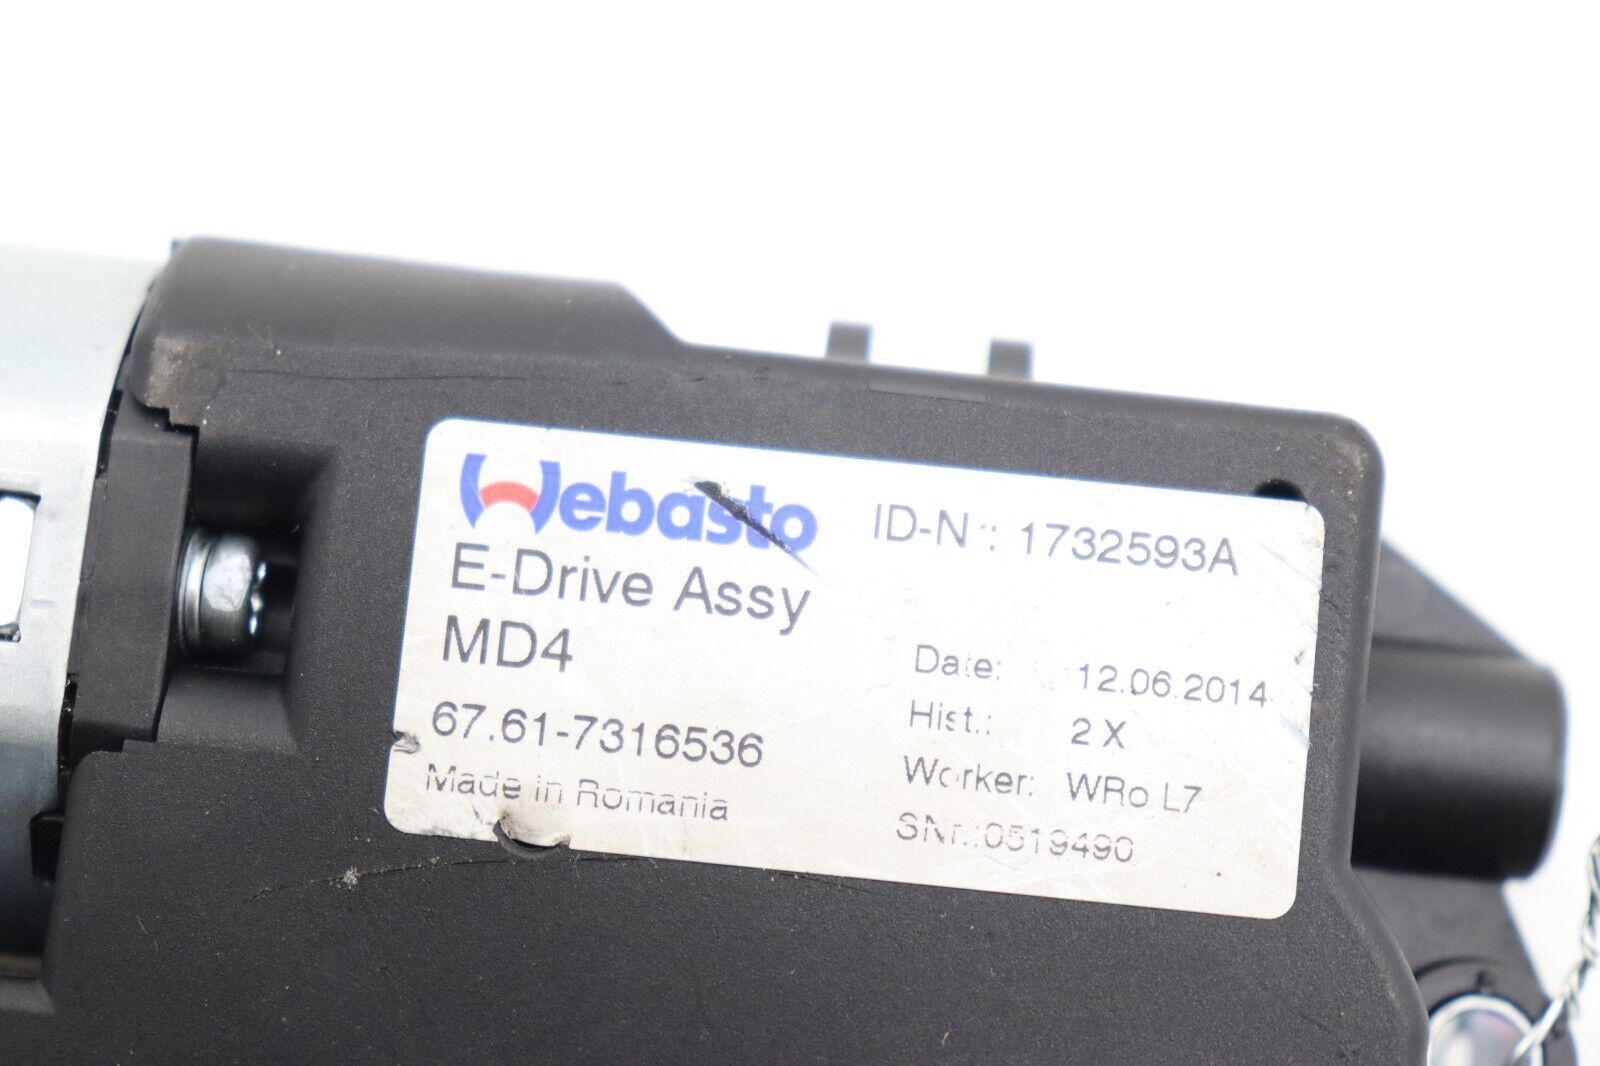 Webasto
E-Drive Assy
MD4
67.61-7316536
Made in Romania
ID-N : 1732593A
Date: 12.06.2014
Hist.: 2 X
Worker: WRo L7
SNr.:0519490